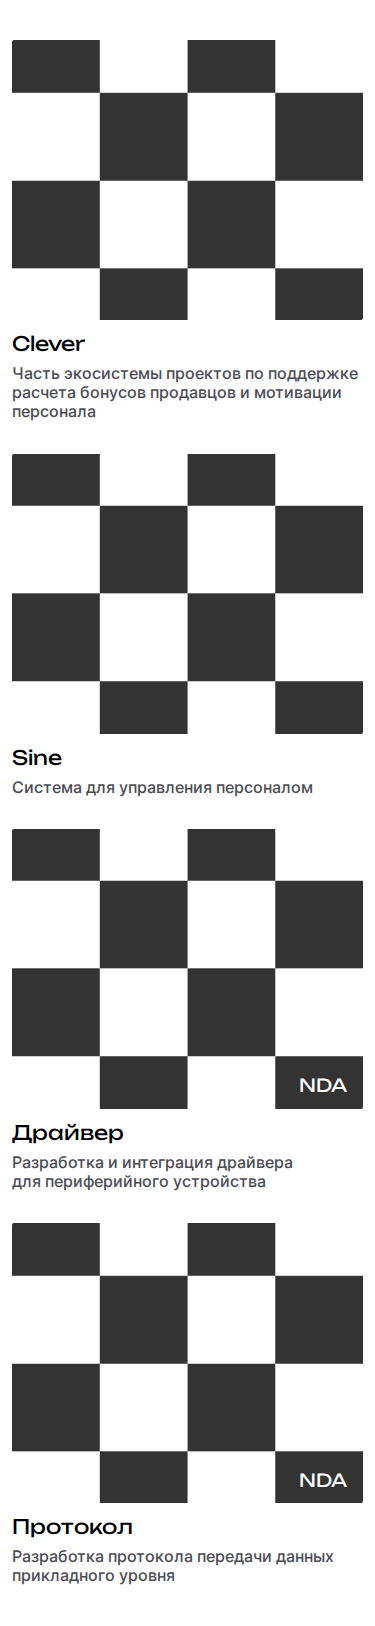 Clever
Часть экосистемы проектов по поддержке
расчета бонусов продавцов и мотивации
персонала
Sine
Система для управления персоналом
NDA
Драйвер
Разработка и интеграция драйвера
для периферийного устройства
NDA
Протокол
Разработка протокола передачи данных
прикладного уровня